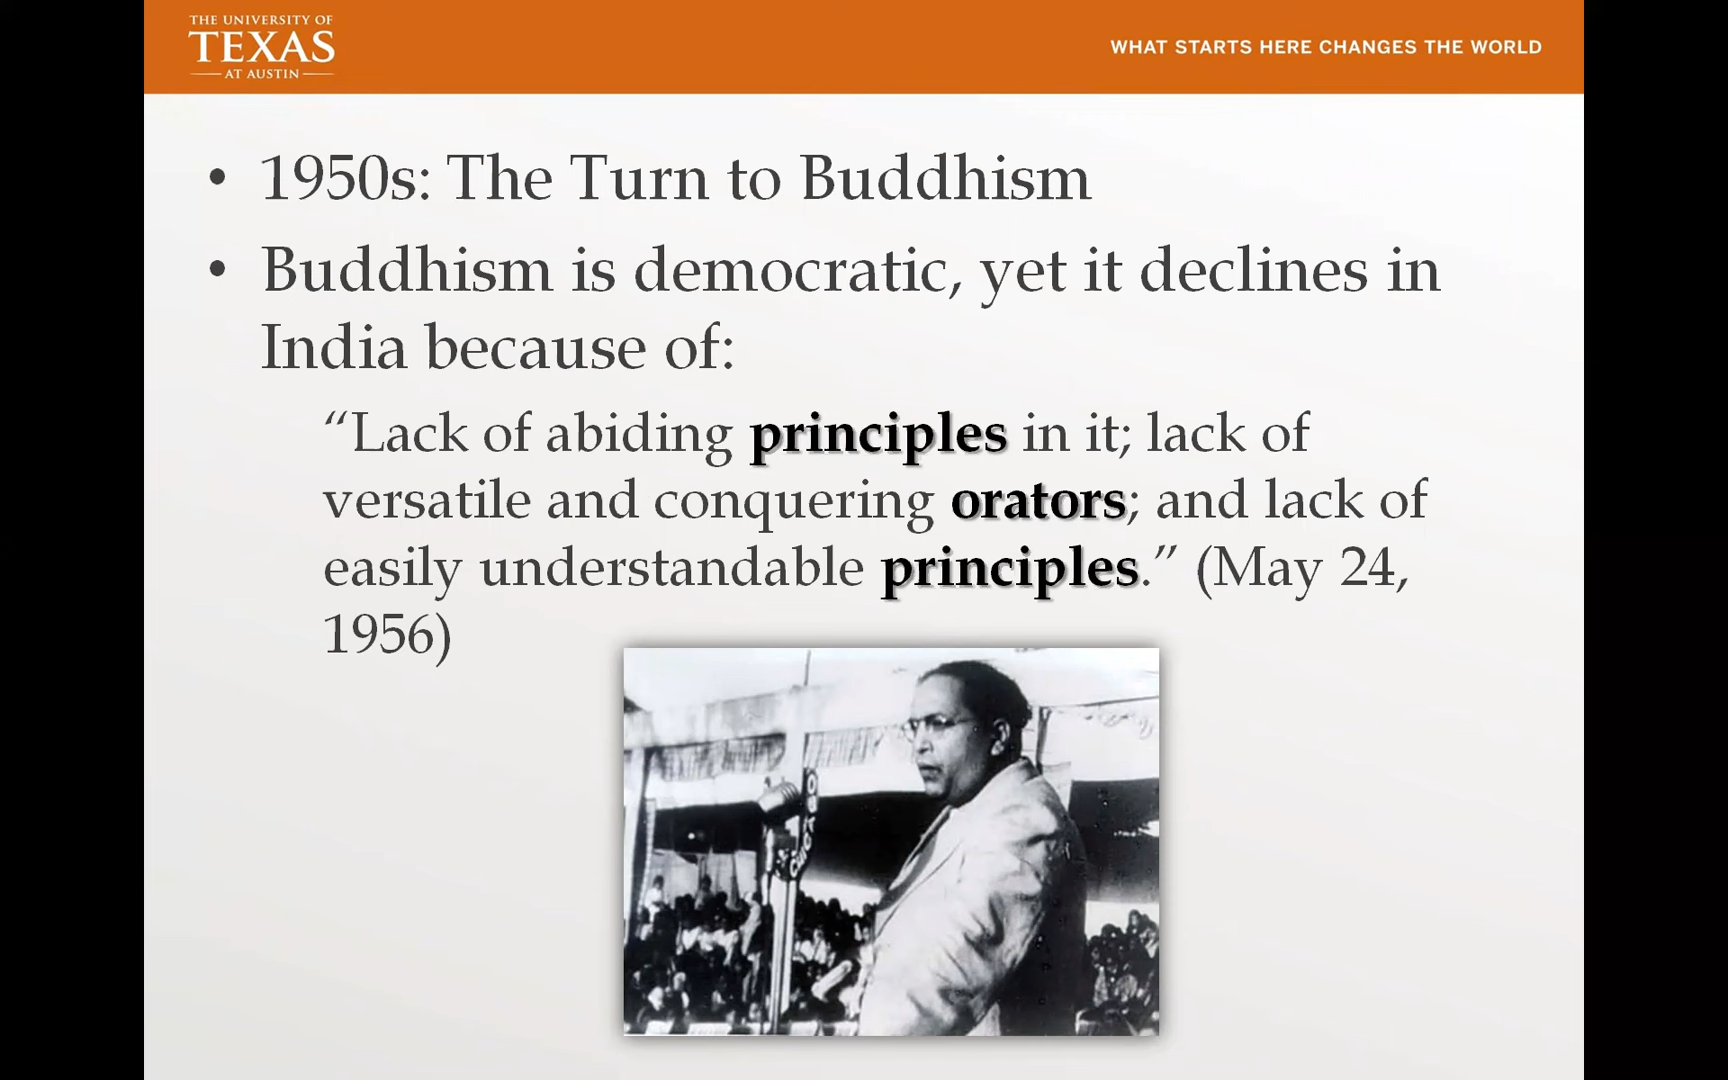 THE UNIVERSITY OF
TEXAS
AT AUSTIN
WHAT STARTS HERE CHANGES THE WORLD
• 1950s: The Turn to Buddhism
• Buddhism is democratic, yet it declines in
India because of:
“Lack of abiding principles in it; lack of
versatile and conquering orators; and lack of
easily understandable principles.” (May 24,
1956)